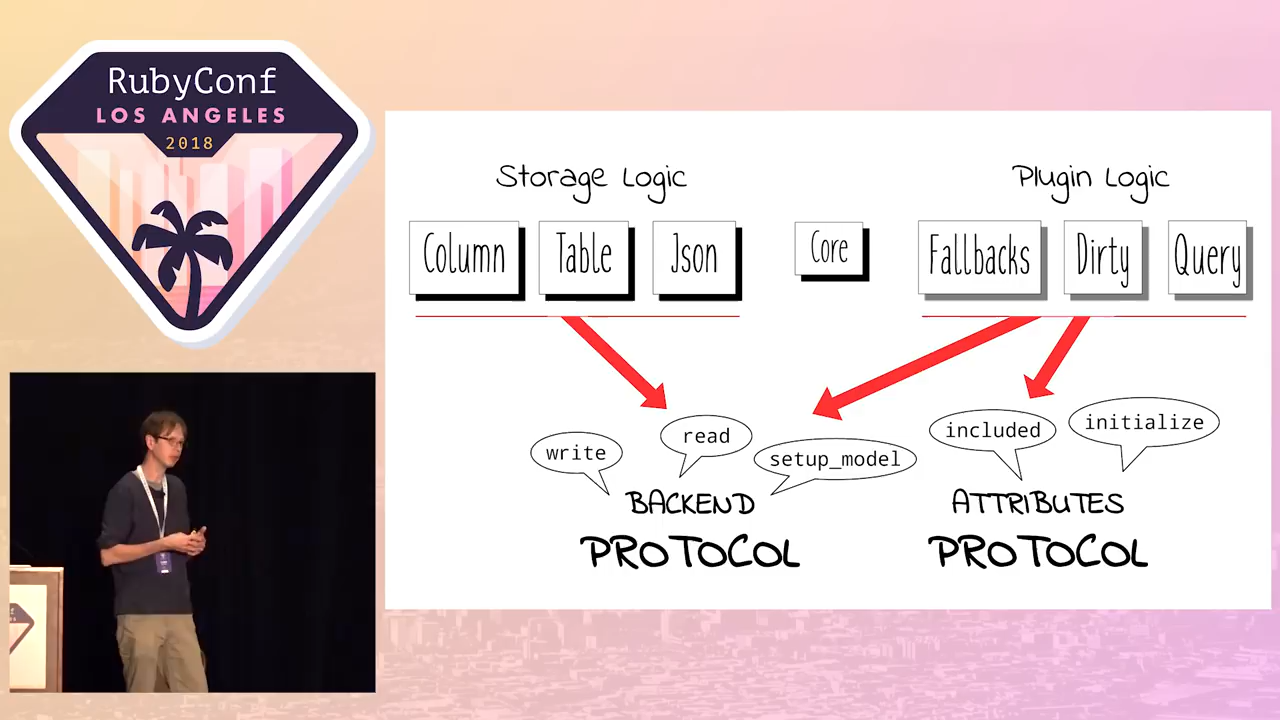 RubyConf
LOS ANGELES
2018
Storage Logic
Plugin Logic
Column
Table
Json
Core
Fallbacks
Dirty
Query
write
read
setup_model
included
initialize
BACKEND
PROTOCOL
ATTRIBUTES
PROTOCOL